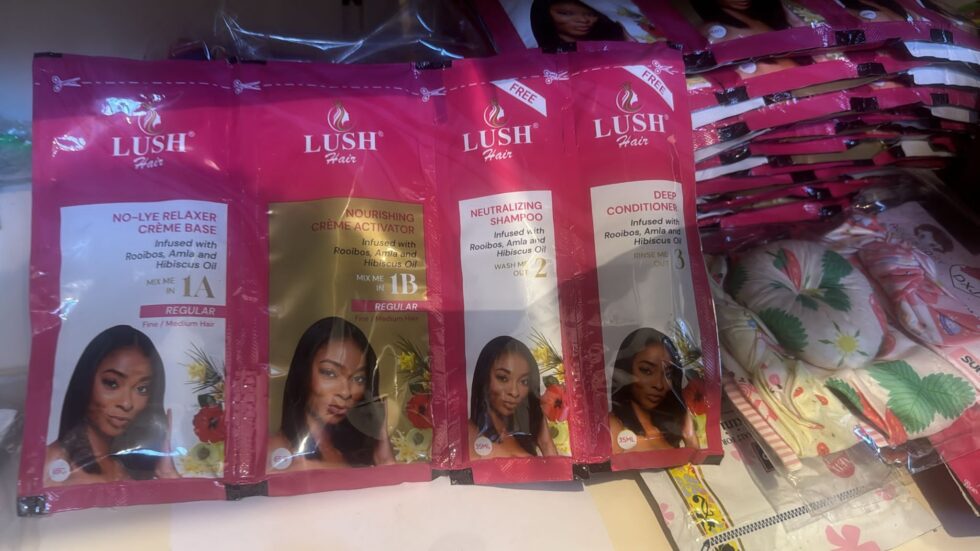 LUSH®
Hair
NO-LYE RELAXER
CRÈME BASE
Infused with
Rooibos, Amla and
Hibiscus Oil
MIX ME
IN 1A
REGULAR
Fine / Medium Hair
LUSH®
Hair
NOURISHING
CRÈME ACTIVATOR
Infused with
Rooibos, Amla and
Hibiscus Oil
MIX ME
IN 1B
REGULAR
Fine / Medium Hair
FREE
LUSH®
Hair
NEUTRALIZING
SHAMPOO
Infused with
Rooibos, Amla and
Hibiscus Oil
WASH ME
OUT 2
35ML
FREE
LUSH®
Hair
DEEP
CONDITIONER
Infused with
Rooibos, Amla and
Hibiscus Oil
RINSE ME
OUT 3
35ML